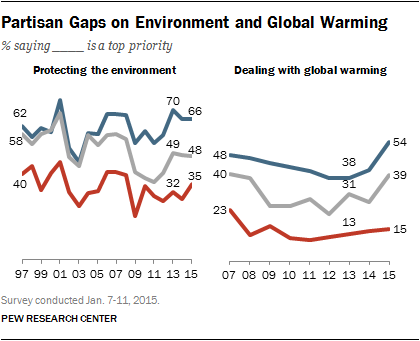 Partisan Gaps on Environment and Global Warming
% saying ____ is a top priority
Protecting the environment
Dealing with global warming
62
58
40
70
66
49
48
32
35
48
40
23
38
31
13
54
39
15
97 99 01 03 05 07 09 11 13 15
07 08 09 10 11 12 13 14 15
Survey conducted Jan. 7-11, 2015.
PEW RESEARCH CENTER